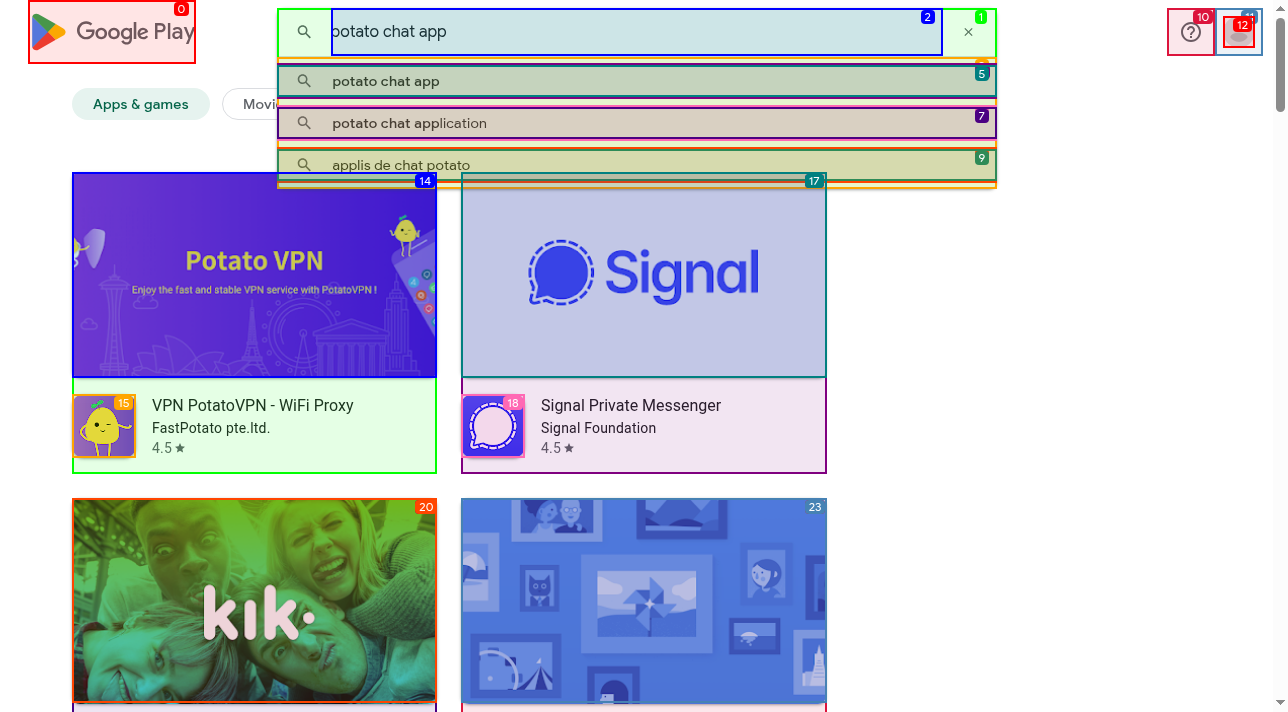 Google Play
potato chat app
potato chat app
potato chat application
applis de chat potato
Apps & games
Movi
Potato VPN
Enjoy the fast and stable VPN service with PotatoVPN !
Signal
VPN PotatoVPN - WiFi Proxy
FastPotato pte.ltd.
4.5
Signal Private Messenger
Signal Foundation
4.5
kik.
0
1
2
5
7
9
10
12
14
15
17
18
20
23